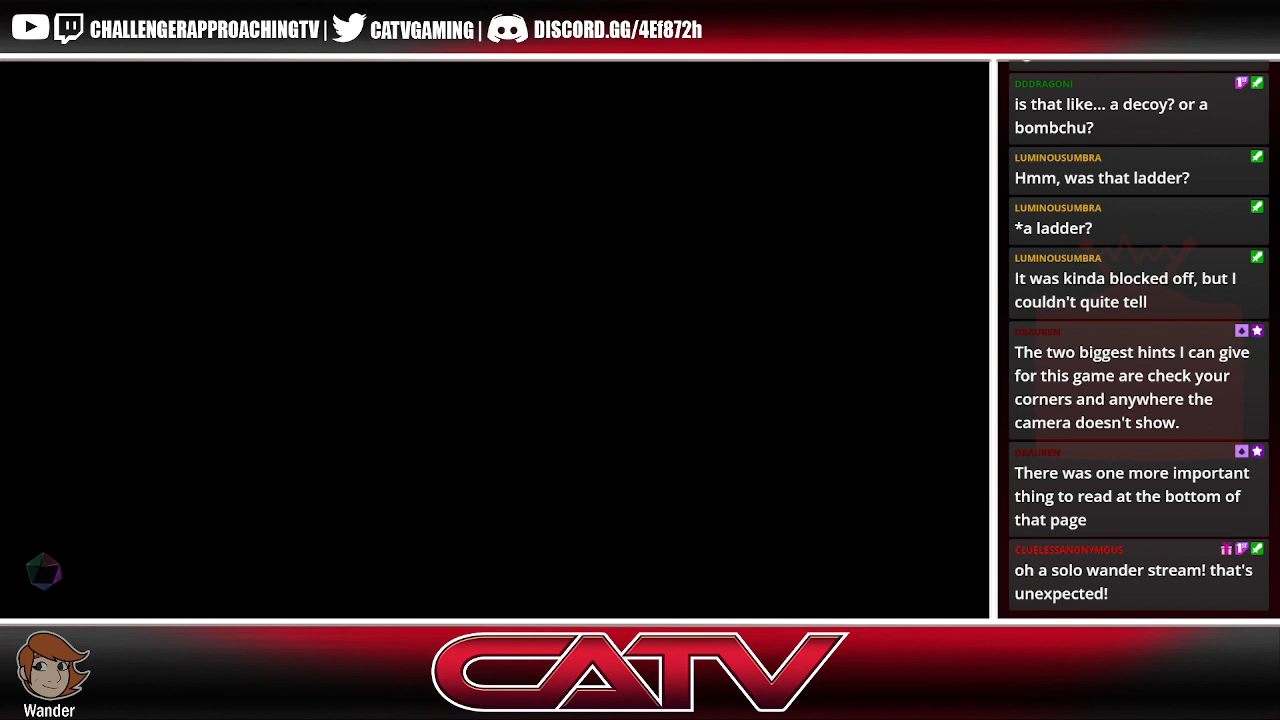 CHALLENGERAPPROACHINGTV | CATVGAMING | DISCORD.GG/4Ef872h
DDDRAGONI
is that like... a decoy? or a
bombchu?
LUMINOUSUMBRA
Hmm, was that ladder?
LUMINOUSUMBRA
*a ladder?
LUMINOUSUMBRA
It was kinda blocked off, but I
couldn't quite tell
DRAUKEN
The two biggest hints I can give
for this game are check your
corners and anywhere the
camera doesn't show.
DRAUKEN
There was one more important
thing to read at the bottom of
that page
CLUELESSANONYMOUS
oh a solo wander stream! that's
unexpected!
CATV
Wander